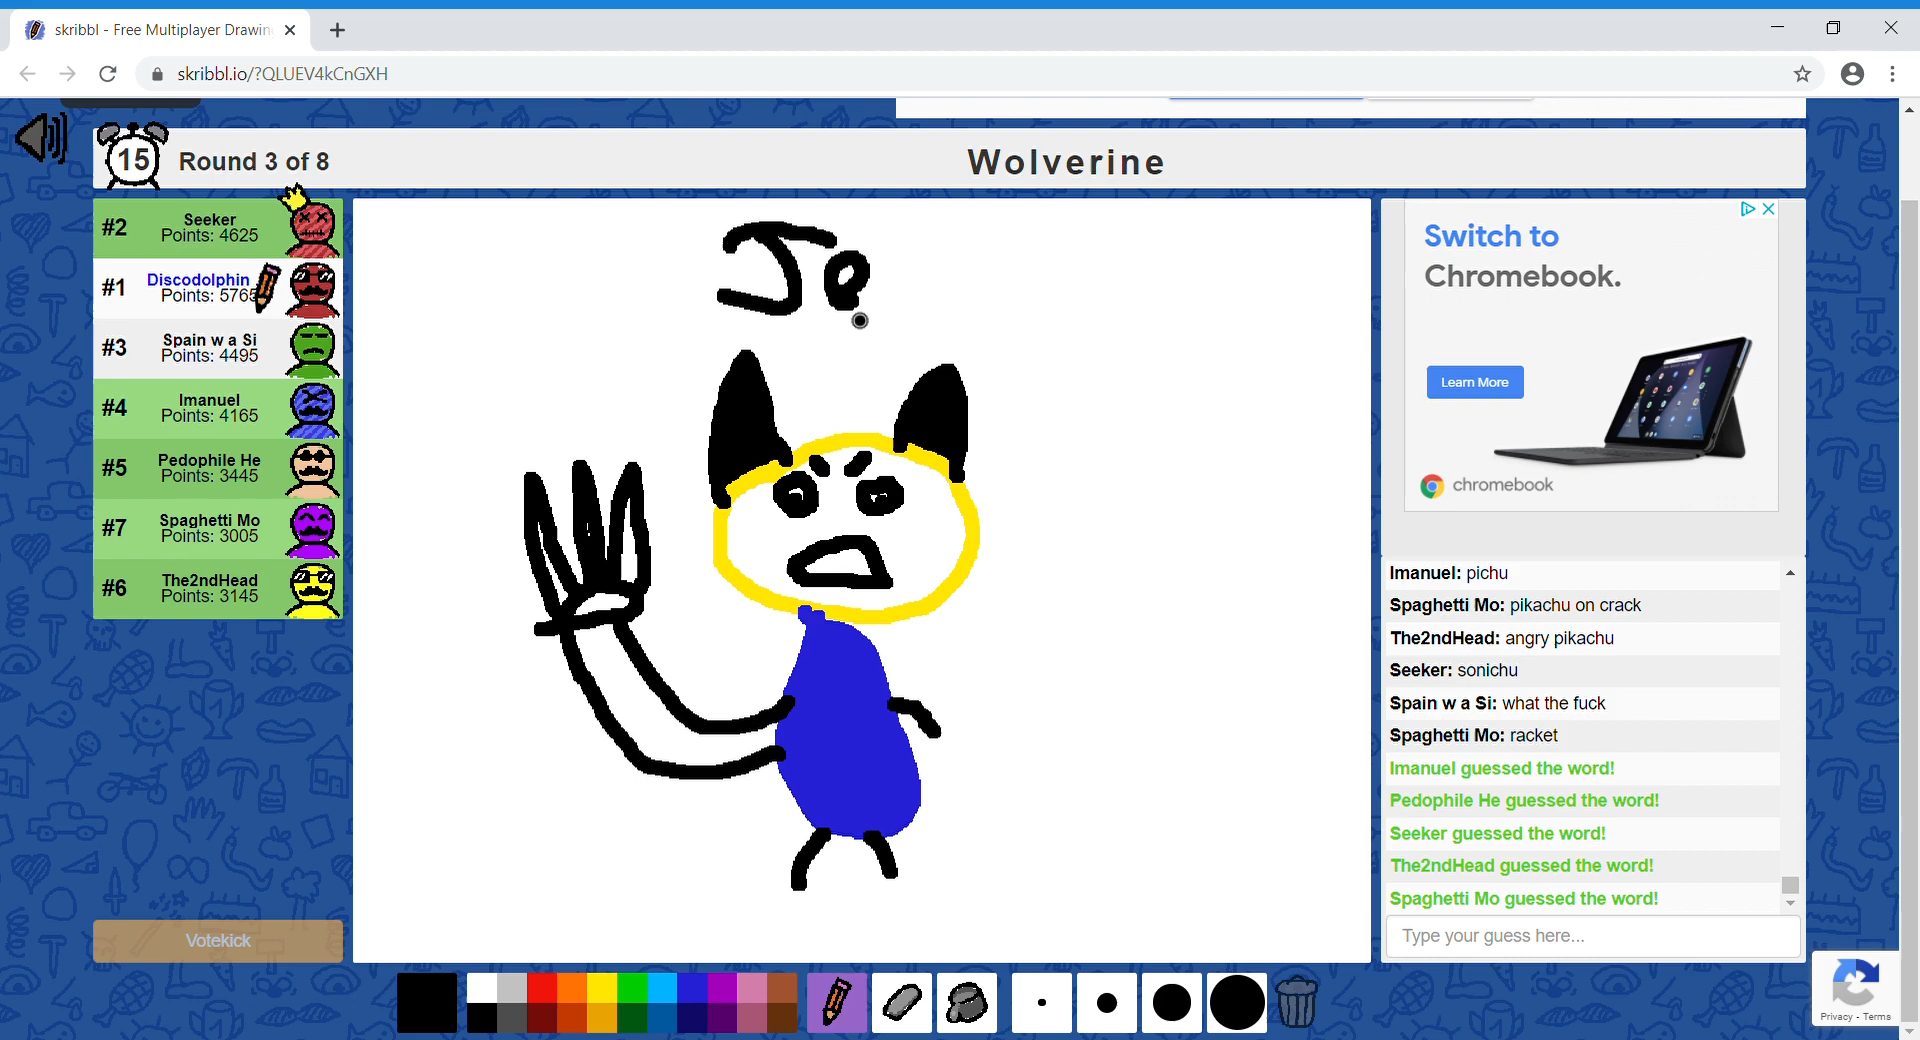 skribbl - Free Multiplayer Drawin
skribbl.io/?QLUEV4kCnGXH
15
Round 3 of 8
Wolverine
#2
Seeker
Points: 4625
#1
Discodolphin
Points: 5765
#3
Spain w a Si
Points: 4495
#4
Imanuel
Points: 4165
#5
Pedophile He
Points: 3445
#7
Spaghetti Mo
Points: 3005
#6
The2ndHead
Points: 3145
Votekick
Jo
Switch to
Chromebook.
Learn More
chromebook
Imanuel: pichu
Spaghetti Mo: pikachu on crack
The2ndHead: angry pikachu
Seeker: sonichu
Spain w a Si: what the fuck
Spaghetti Mo: racket
Imanuel guessed the word!
Pedophile He guessed the word!
Seeker guessed the word!
The2ndHead guessed the word!
Spaghetti Mo guessed the word!
Type your guess here...
Privacy - Terms